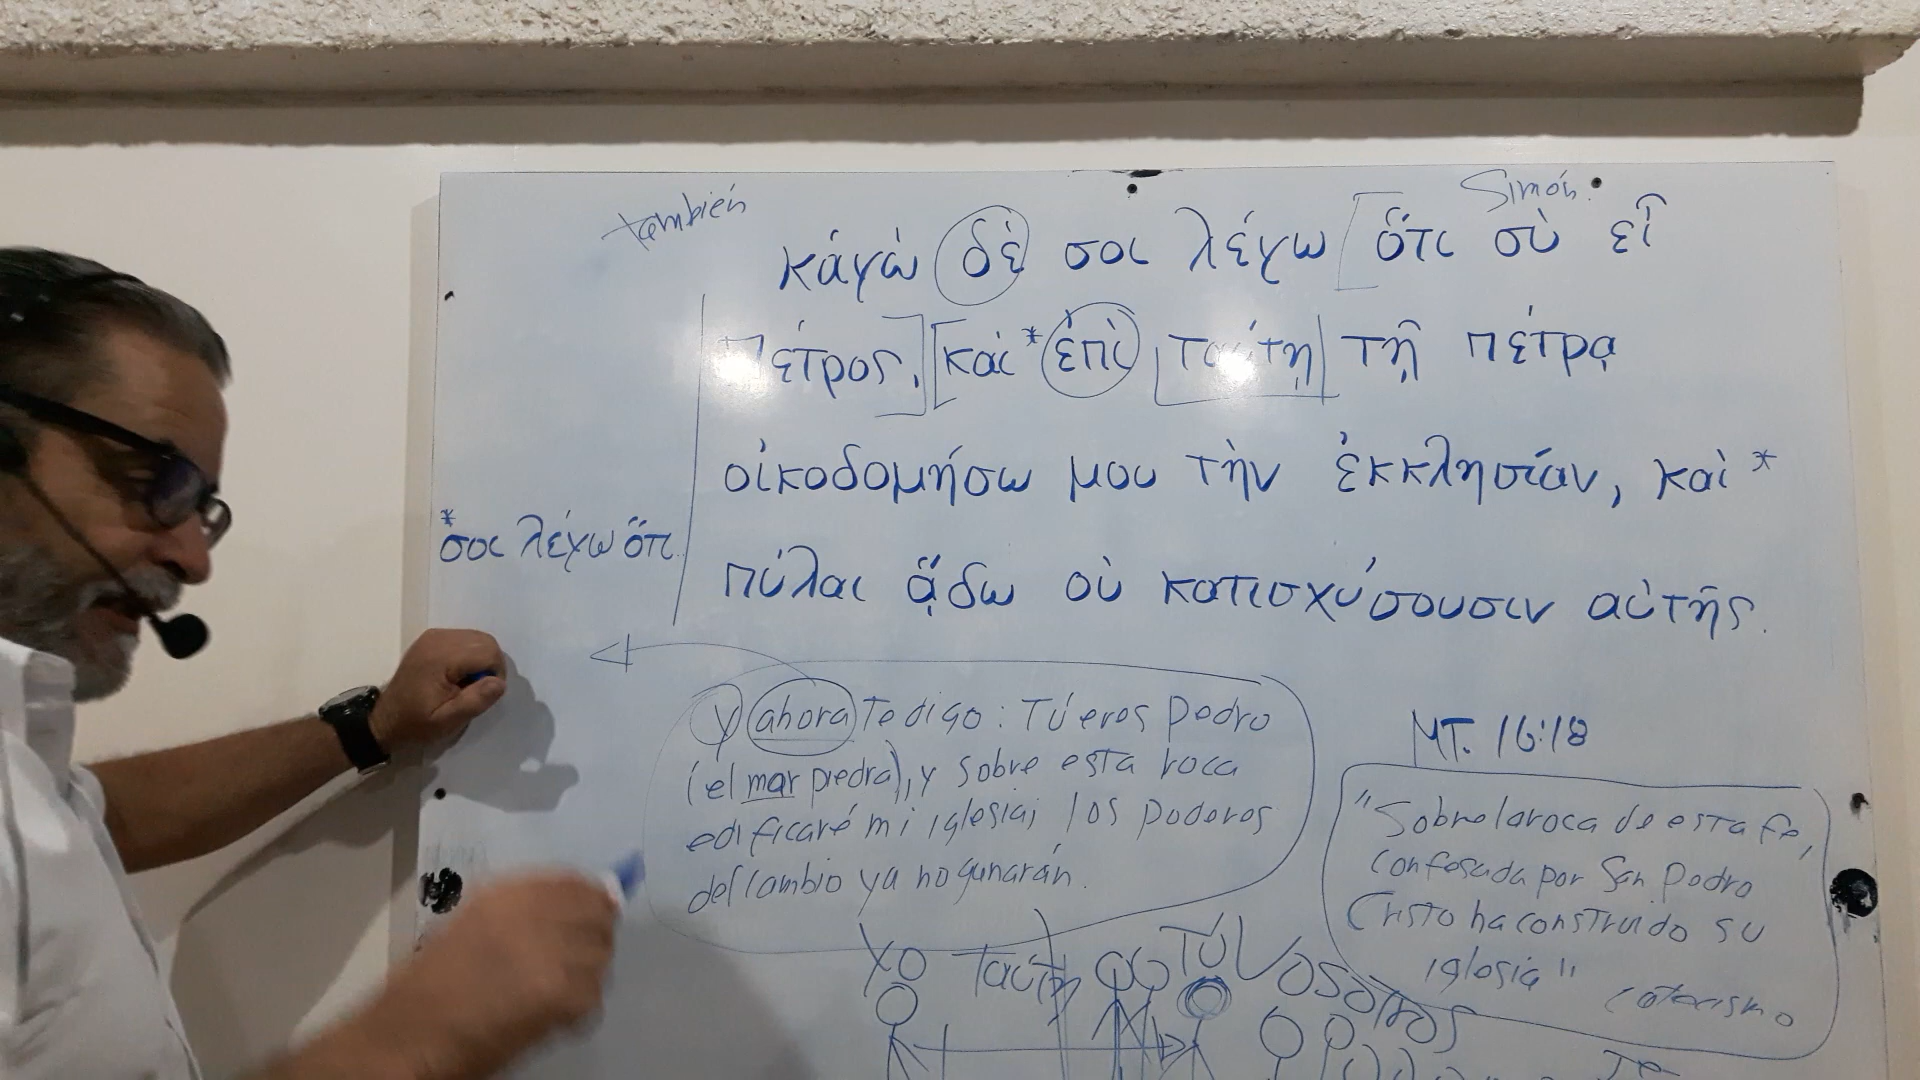 también
Simón.
κἀγὼ δέ σοι λέγω [ὅτι σὺ εἶ
Πέτρος,] [καὶ * ἐπὶ ταύτῃ τῇ πέτρᾳ
οἰκοδομήσω μου τὴν ἐκκλησίαν, καὶ *
πύλαι ᾅδω οὐ κατισχύσουσιν αὐτῆς.
*
σοι λέγω ὅτι
y ahora Te digo: Tú eres Pedro
(el mar piedra), y sobre esta roca
edificaré mi iglesia; los poderes
del cambio ya no ganarán.
MT. 16:18
"Sobre la roca de esta fe,
confesada por San Pedro
Cristo ha construido su
iglesia"
catecismo
YO ταύτῃ TÚ VOSOTROS
Te